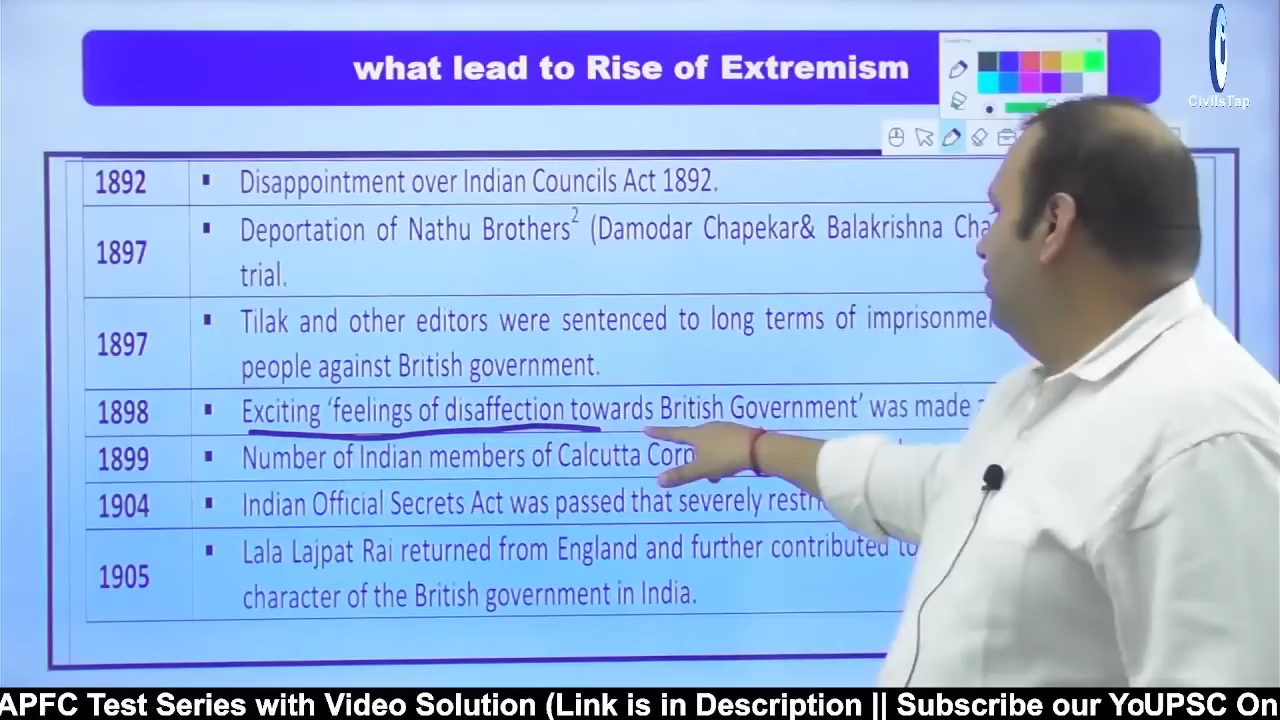 what lead to Rise of Extremism
CivilsTap
1892 ▪ Disappointment over Indian Councils Act 1892.
1897 ▪ Deportation of Nathu Brothers² (Damodar Chapekar& Balakrishna
trial.
1897 ▪ Tilak and other editors were sentenced to long terms of
people against British government.
1898 ▪ Exciting ‘feelings of disaffection towards British Government’ was made
1899 ▪ Number of Indian members of Calcutta
1904 ▪ Indian Official Secrets Act was passed that severely
1905 ▪ Lala Lajpat Rai returned from England and further contributed
character of the British government in India.
APFC Test Series with Video Solution (Link is in Description || Subscribe our YoUPSC On